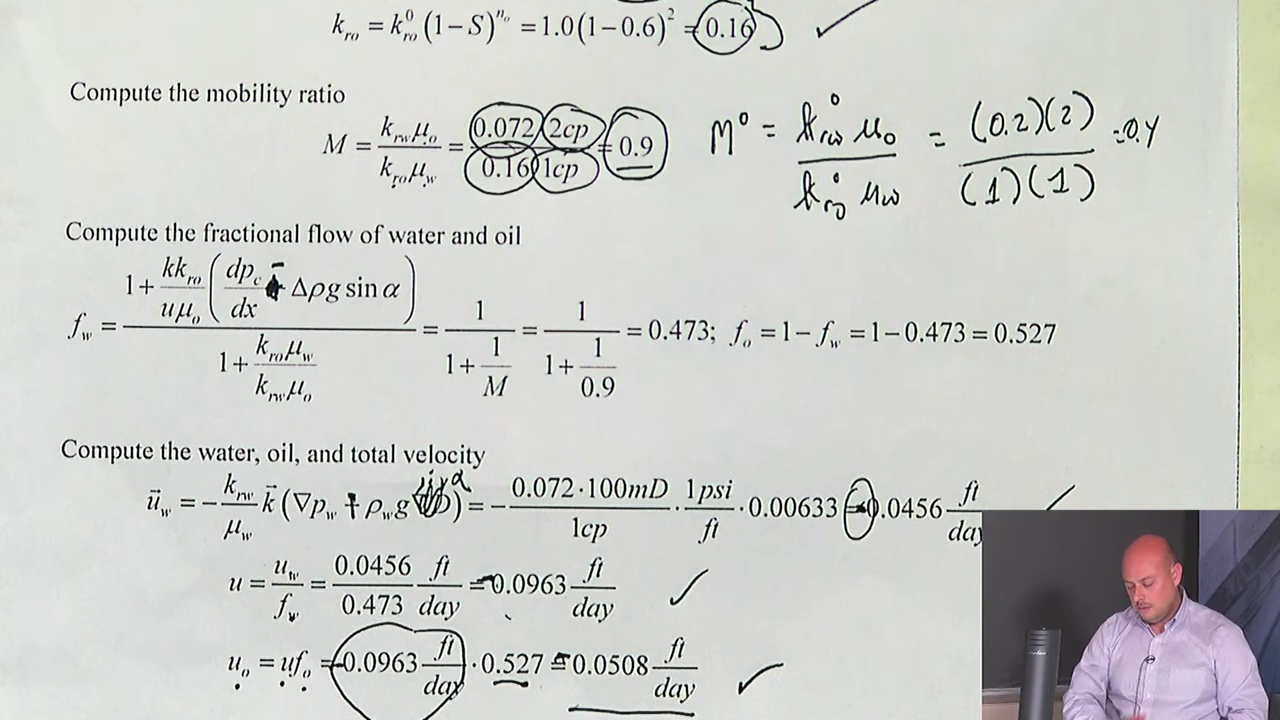 k_ro = k_ro^0 (1−S)^(n_o) = 1.0(1−0.6)^2 = 0.16
Compute the mobility ratio
M = k_rw μ_o / k_ro μ_w = 0.072 2cp / 0.16 1cp = 0.9
M° = k_rw° μ_o / k_ro° μ_w = (0.2)(2) / (1)(1) = 0.4
Compute the fractional flow of water and oil
f_w = (1 + kk_ro/uμ_o (dp_c/dx − Δρg sin α)) / (1 + k_ro μ_w / k_rw μ_o) = 1/(1 + 1/M) = 1/(1 + 1/0.9) = 0.473; f_o = 1 − f_w = 1 − 0.473 = 0.527
Compute the water, oil, and total velocity
u⃗_w = − k_rw/μ_w k⃗ (∇p_w + ρ_w g) = − 0.072·100mD/1cp · 1psi/ft · 0.00633 = 0.0456 ft/day
u = u_w/f_w = 0.0456/0.473 ft/day = 0.0963 ft/day
u_o = uf_o = 0.0963 ft/day · 0.527 = 0.0508 ft/day